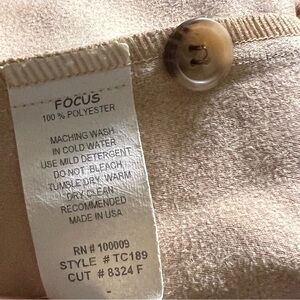 FOCUS
100 % POLYESTER
MACHING WASH
IN COLD WATER
USE MILD DETERGENT
DO NOT BLEACH
TUMBLE DRY WARM
DRY CLEAN
RECOMMENDED
MADE IN USA
RN # 100009
STYLE # TC189
CUT # 8324 F
-